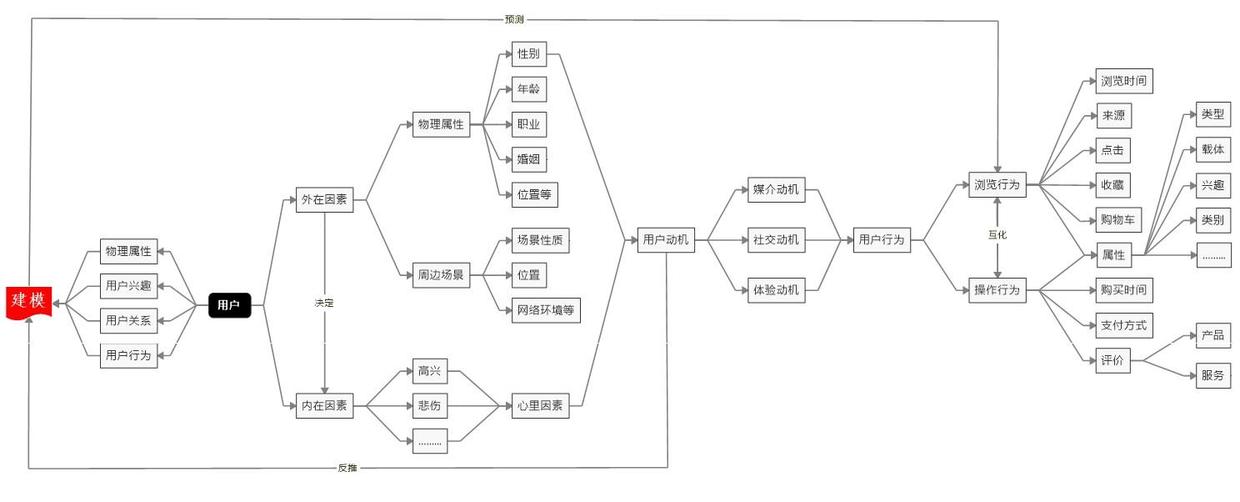 预测
建模
物理属性
用户兴趣
用户关系
用户行为
用户
外在因素
决定
内在因素
物理属性
性别
年龄
职业
婚姻
位置等
周边场景
场景性质
位置
网络环境等
高兴
悲伤
.........
心里因素
用户动机
媒介动机
社交动机
体验动机
用户行为
浏览行为
互化
操作行为
浏览时间
来源
点击
收藏
购物车
属性
购买时间
支付方式
评价
类型
载体
兴趣
类别
.........
产品
服务
反推